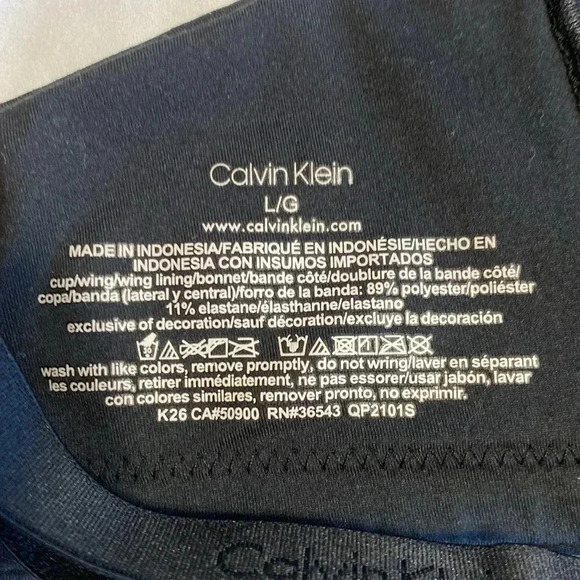 Calvin Klein
L/G
www.calvinklein.com
MADE IN INDONESIA/FABRIQUÉ EN INDONÉSIE/HECHO EN
INDONESIA CON INSUMOS IMPORTADOS
cup/wing/wing lining/bonnet/bande côté/doublure de la bande côté/
copa/banda (lateral y central)/forro de la banda: 89% polyester/poliéster
11% elastane/élasthanne/elastano
exclusive of decoration/sauf décoration/exclusivo de la decoración
wash with like colors, remove promptly, do not wring/laver en séparant
les couleurs, retirer immédiatement, ne pas essorer/usar jabón, lavar
con colores similares, remover pronto, no exprimir.
K26 CA#50900 RN#36543 QP2101S
Calvin Klein